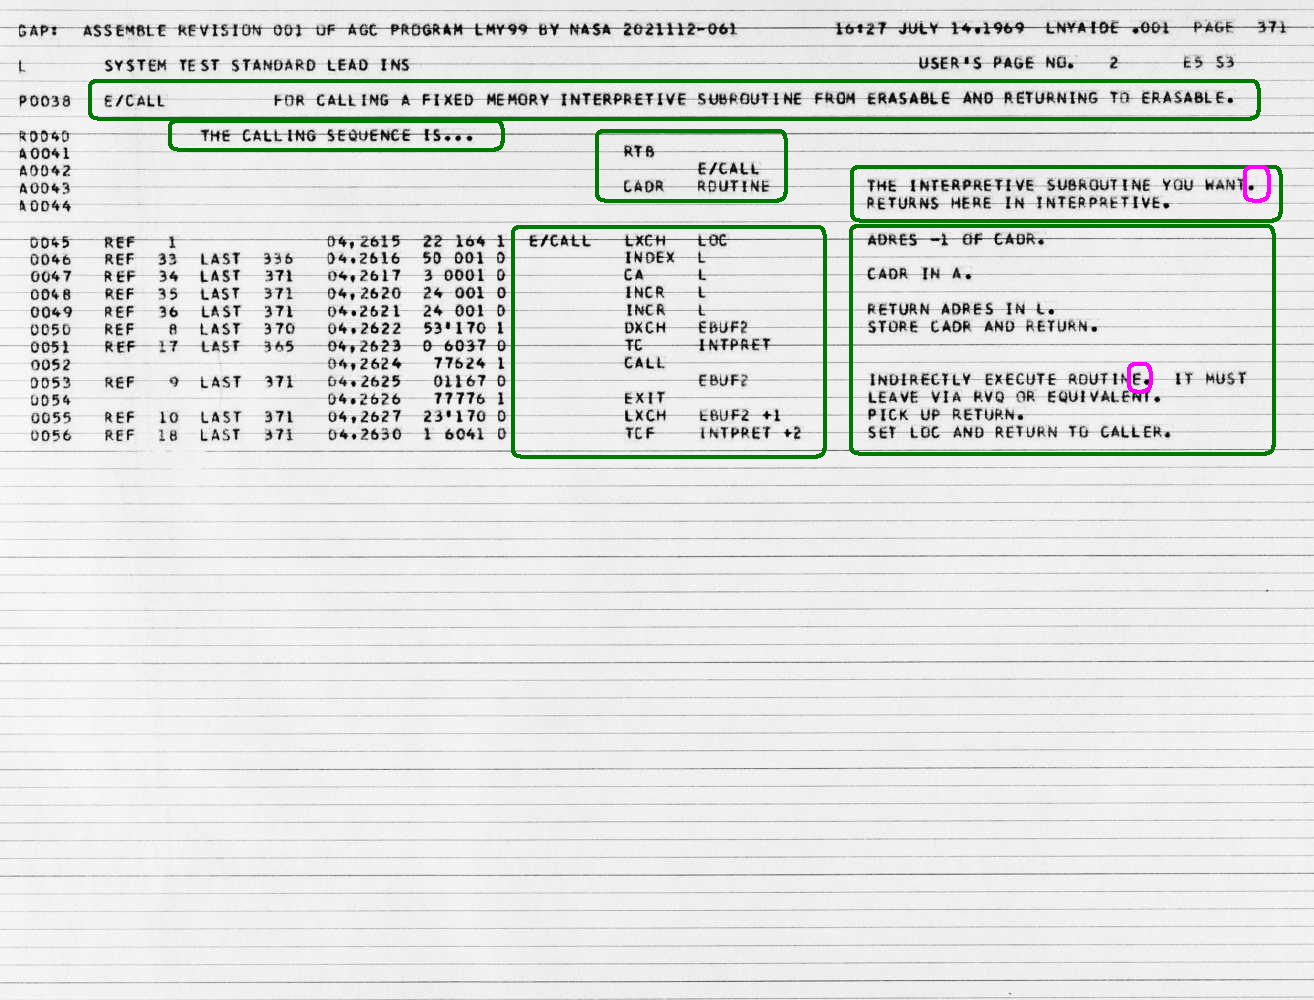 GAP: ASSEMBLE REVISION 001 OF AGC PROGRAM LMY99 BY NASA 2021112-061 16:27 JULY 14,1969 LNYAIDE .001 PAGE 371
L SYSTEM TEST STANDARD LEAD INS USER'S PAGE NO. 2 E5 S3
P0038 E/CALL FOR CALLING A FIXED MEMORY INTERPRETIVE SUBROUTINE FROM ERASABLE AND RETURNING TO ERASABLE.
R0040 THE CALLING SEQUENCE IS...
A0041 RTB
A0042 E/CALL
A0043 CADR ROUTINE THE INTERPRETIVE SUBROUTINE YOU WANT.
A0044 RETURNS HERE IN INTERPRETIVE.
0045 REF 1 04,2615 22 164 1 E/CALL LXCH LOC ADRES -1 OF CADR.
0046 REF 33 LAST 336 04,2616 50 001 0 INDEX L
0047 REF 34 LAST 371 04,2617 3 0001 0 CA L CADR IN A.
0048 REF 35 LAST 371 04,2620 24 001 0 INCR L
0049 REF 36 LAST 371 04,2621 24 001 0 INCR L RETURN ADRES IN L.
0050 REF 8 LAST 370 04,2622 53'170 1 DXCH EBUF2 STORE CADR AND RETURN.
0051 REF 17 LAST 365 04,2623 0 6037 0 TC INTPRET
0052 04,2624 77624 1 CALL
0053 REF 9 LAST 371 04,2625 01167 0 EBUF2 INDIRECTLY EXECUTE ROUTINE. IT MUST
0054 04,2626 77776 1 EXIT LEAVE VIA RVQ OR EQUIVALENT.
0055 REF 10 LAST 371 04,2627 23'170 0 LXCH EBUF2 +1 PICK UP RETURN.
0056 REF 18 LAST 371 04,2630 1 6041 0 TCF INTPRET +2 SET LOC AND RETURN TO CALLER.